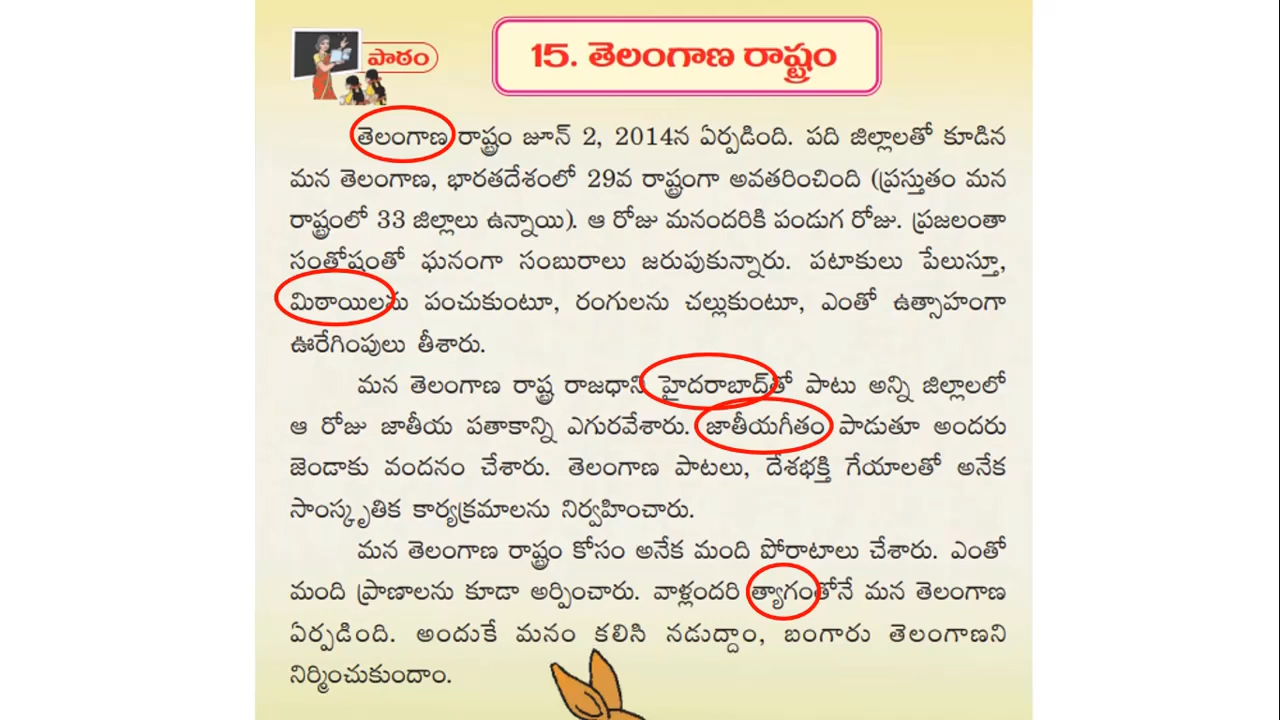 పాఠం
15. తెలంగాణ రాష్ట్రం
తెలంగాణ రాష్ట్రం జూన్ 2, 2014న ఏర్పడింది. పది జిల్లాలతో కూడిన
మన తెలంగాణ, భారతదేశంలో 29వ రాష్ట్రంగా అవతరించింది (ప్రస్తుతం మన
రాష్ట్రంలో 33 జిల్లాలు ఉన్నాయి). ఆ రోజు మనందరికి పండుగ రోజు. ప్రజలంతా
సంతోషంతో ఘనంగా సంబురాలు జరుపుకున్నారు. పటాకులు పేలుస్తూ,
మిఠాయిలను పంచుకుంటూ, రంగులను చల్లుకుంటూ, ఎంతో ఉత్సాహంగా
ఊరేగింపులు తీశారు.
మన తెలంగాణ రాష్ట్ర రాజధాని హైదరాబాద్‌తో పాటు అన్ని జిల్లాలలో
ఆ రోజు జాతీయ పతాకాన్ని ఎగురవేశారు. జాతీయగీతం పాడుతూ అందరు
జెండాకు వందనం చేశారు. తెలంగాణ పాటలు, దేశభక్తి గేయాలతో అనేక
సాంస్కృతిక కార్యక్రమాలను నిర్వహించారు.
మన తెలంగాణ రాష్ట్రం కోసం అనేక మంది పోరాటాలు చేశారు. ఎంతో
మంది ప్రాణాలను కూడా అర్పించారు. వాళ్లందరి త్యాగంతోనే మన తెలంగాణ
ఏర్పడింది. అందుకే మనం కలిసి నడుద్దాం, బంగారు తెలంగాణని
నిర్మించుకుందాం.